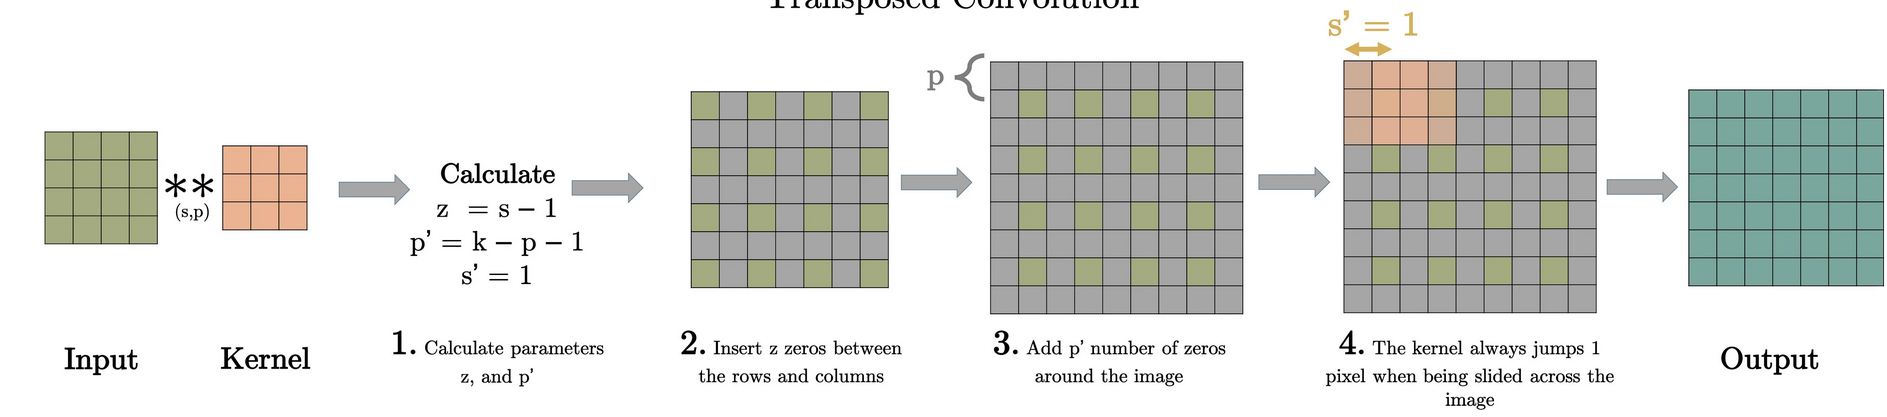 Transposed Convolution
s' = 1
p {
**
(s,p)
Calculate
z = s − 1
p' = k − p − 1
s' = 1
Input
Kernel
1. Calculate parameters
z, and p'
2. Insert z zeros between
the rows and columns
3. Add p' number of zeros
around the image
4. The kernel always jumps 1
pixel when being slided across the
image
Output